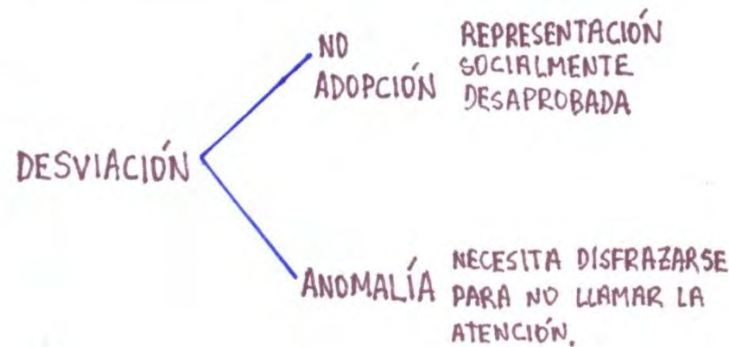 DESVIACIÓN
NO
ADOPCIÓN
REPRESENTACIÓN
SOCIALMENTE
DESAPROBADA
ANOMALÍA
NECESITA DISFRAZARSE
PARA NO LLAMAR LA
ATENCIÓN.